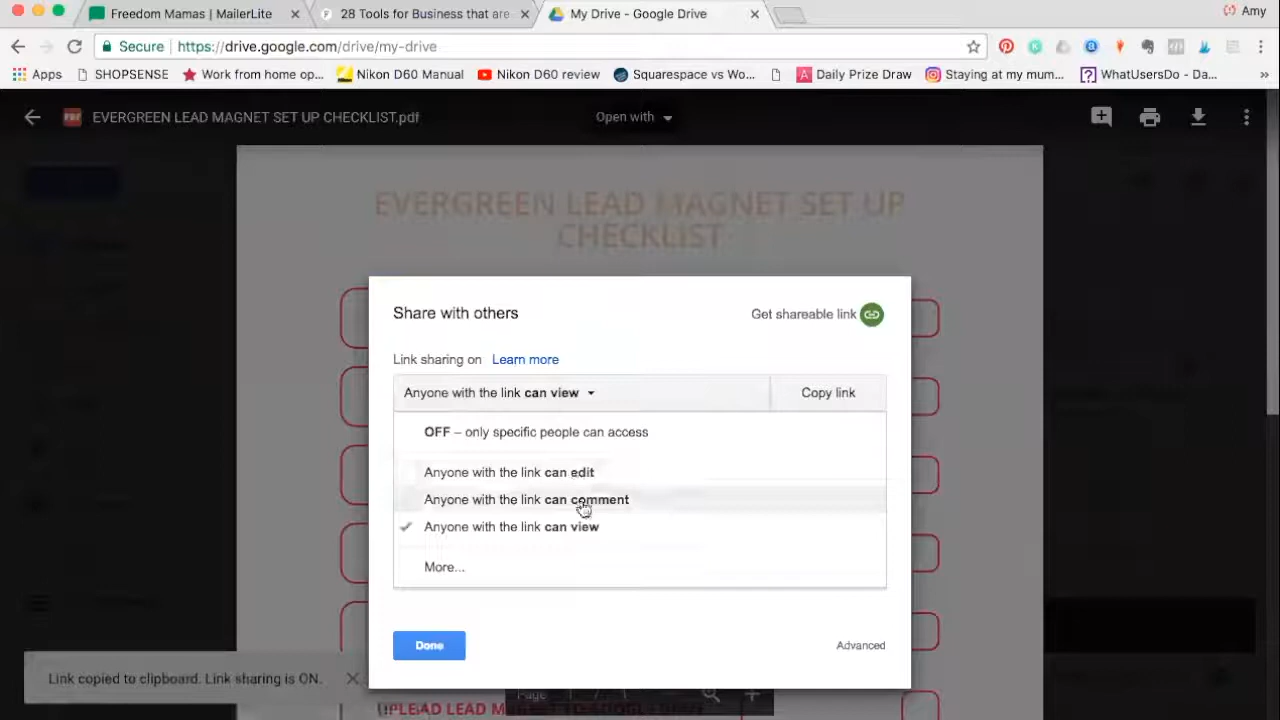 Freedom Mamas | MailerLite
28 Tools for Business that are
My Drive - Google Drive
Amy
Secure
https://drive.google.com/drive/my-drive
Apps
SHOPSENSE
Work from home op...
Nikon D60 Manual
Nikon D60 review
Squarespace vs Wo...
Daily Prize Draw
Staying at my mum...
WhatUsersDo - Da...
EVERGREEN LEAD MAGNET SET UP CHECKLIST.pdf
Open with
EVERGREEN LEAD MAGNET SET UP
CHECKLIST
Share with others
Get shareable link
Link sharing on Learn more
Anyone with the link can view
Copy link
OFF – only specific people can access
Anyone with the link can edit
Anyone with the link can comment
Anyone with the link can view
More...
Done
Advanced
Link copied to clipboard. Link sharing is ON.
Page 1 / 1